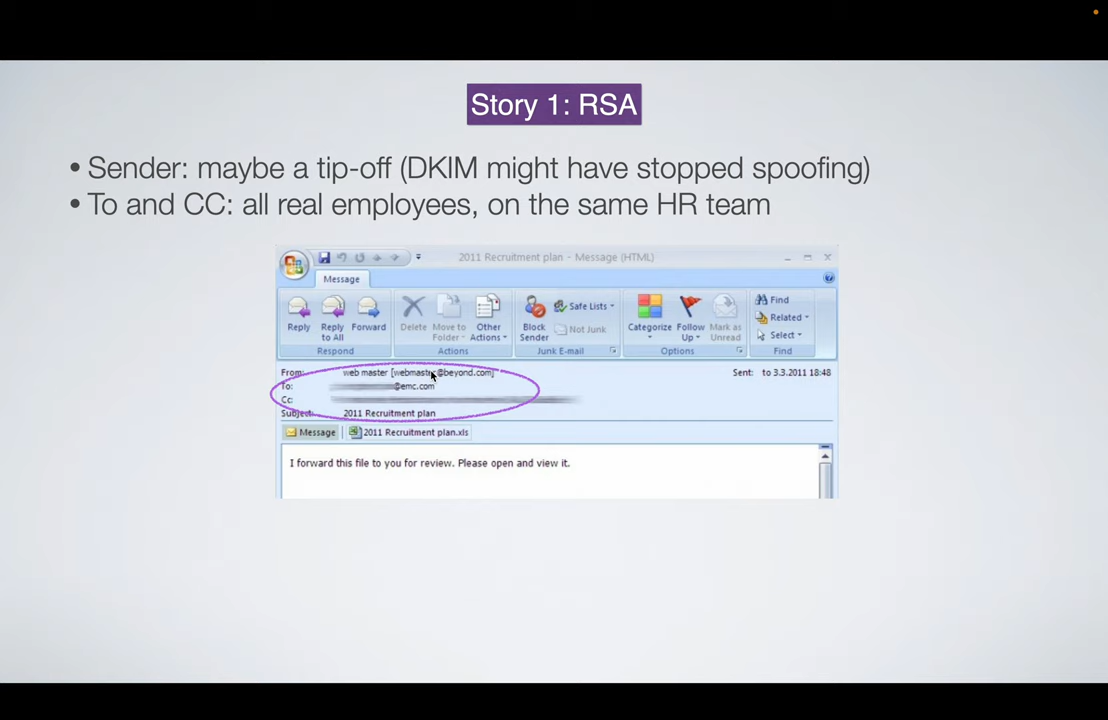 Story 1: RSA
• Sender: maybe a tip-off (DKIM might have stopped spoofing)
• To and CC: all real employees, on the same HR team
2011 Recruitment plan - Message (HTML)
Message
Reply
Reply to All
Forward
Delete
Move to Folder
Other Actions
Block Sender
Safe Lists
Not Junk
Categorize
Follow Up
Mark as Unread
Find
Related
Select
Respond
Actions
Junk E-mail
Options
Find
From: web master [webmaster@beyond.com] Sent: to 3.3.2011 18:48
To: @emc.com
Cc:
Subject: 2011 Recruitment plan
Message 2011 Recruitment plan.xls
I forward this file to you for review. Please open and view it.